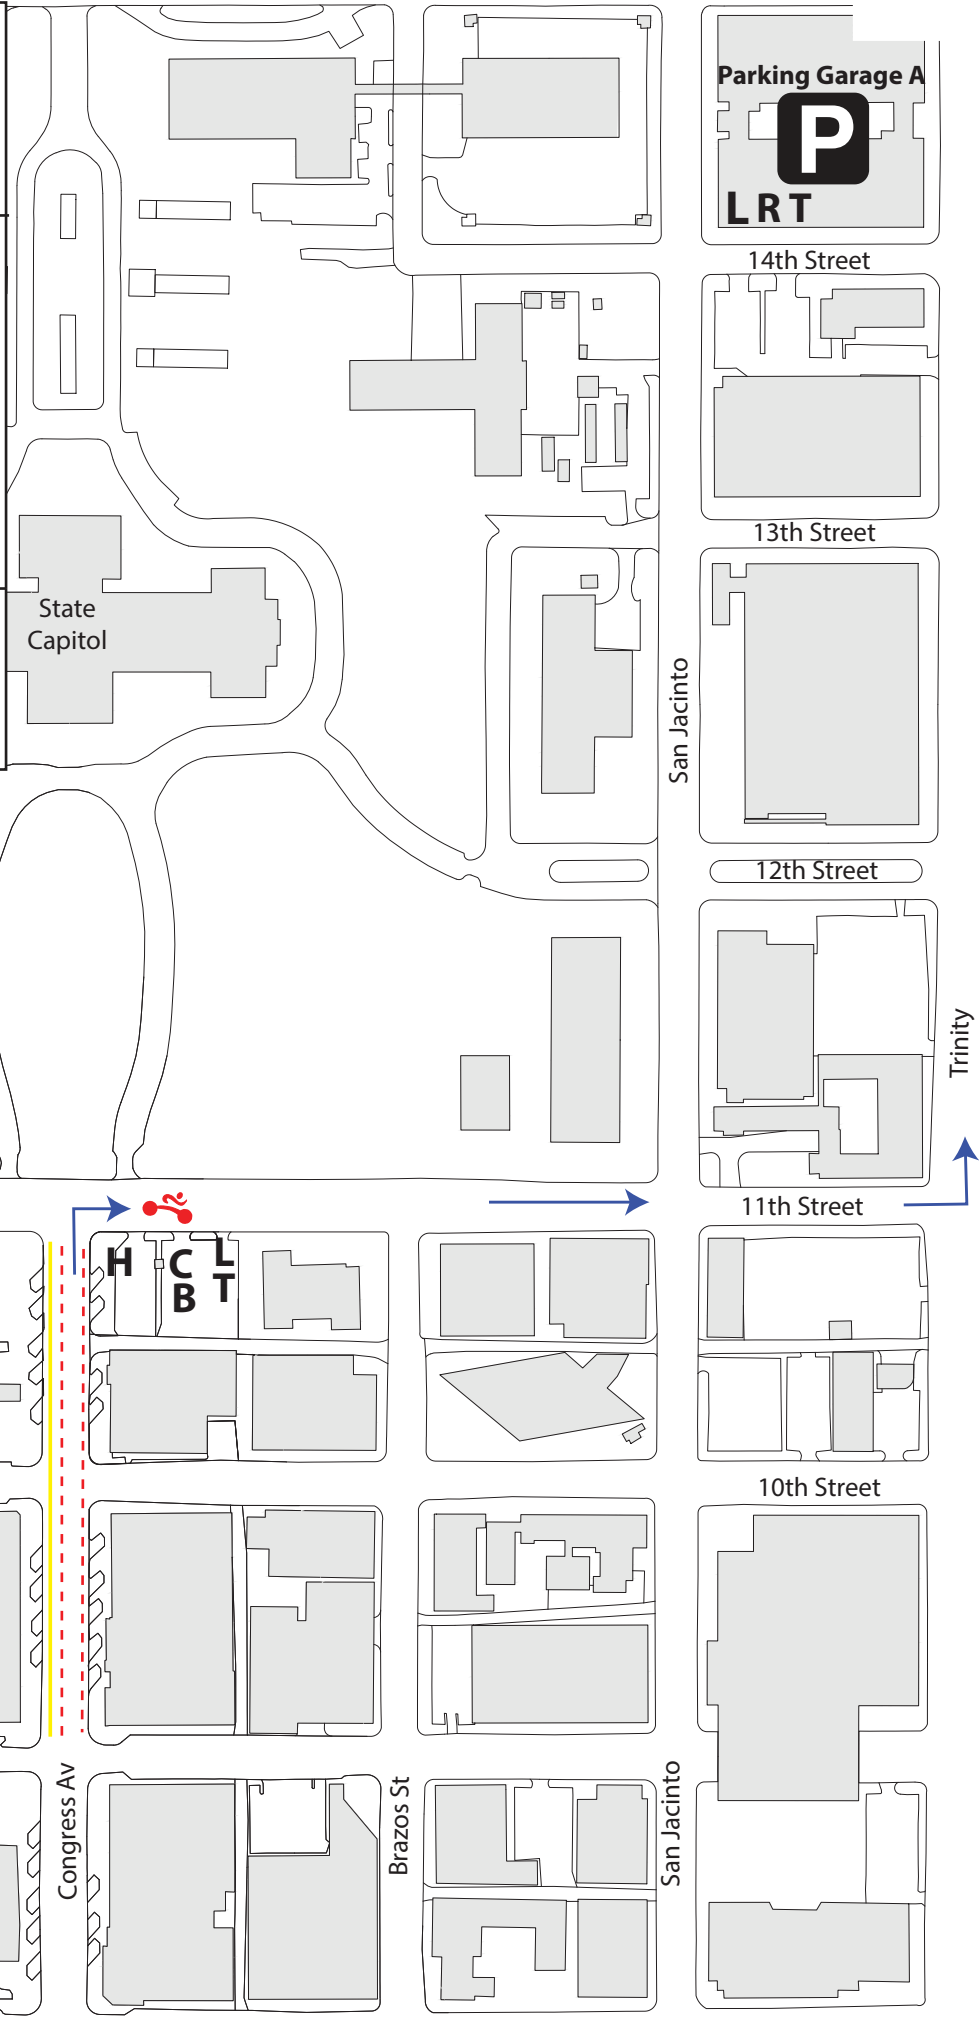 Parking Garage A
P
L R T
14th Street
13th Street
State
Capitol
San Jacinto
12th Street
Trinity
11th Street
H
C
B
L
T
10th Street
Congress Av
Brazos St
San Jacinto